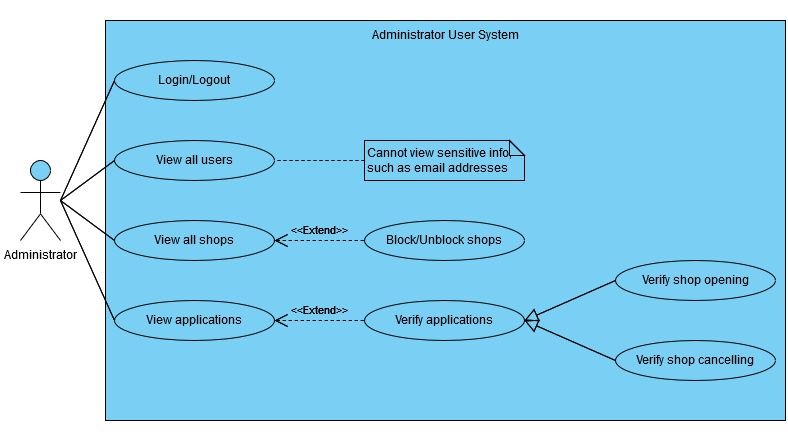 Administrator User System
Login/Logout
View all users
Cannot view sensitive info,
such as email addresses
Administrator
View all shops
<<Extend>>
Block/Unblock shops
View applications
<<Extend>>
Verify applications
Verify shop opening
Verify shop cancelling